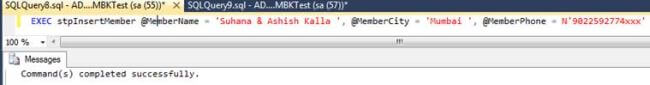 SQLQuery8.sql - AD....MBKTest (sa (55))* SQLQuery9.sql - AD....MBKTest (sa (57))*
EXEC stpInsertMember @MemberName = 'Suhana & Ashish Kalla ', @MemberCity = 'Mumbai ', @MemberPhone = N'9022592774xxx'
100 %
Messages
Command(s) completed successfully.